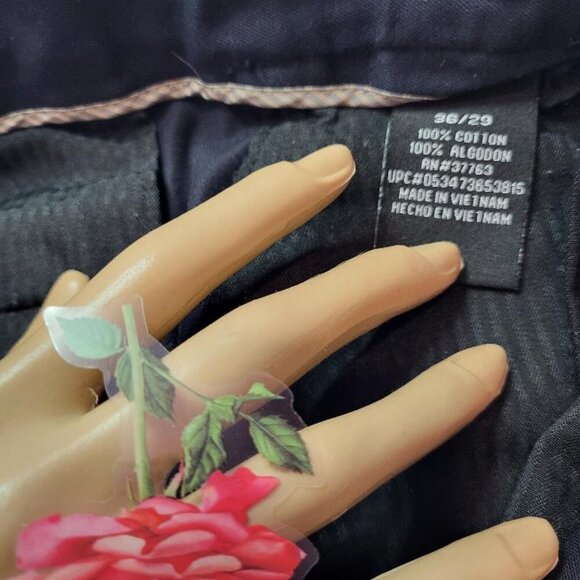 36/29
100% COTTON
100% ALGODON
RN#37763
UPC#053473653815
MADE IN VIETNAM
HECHO EN VIETNAM